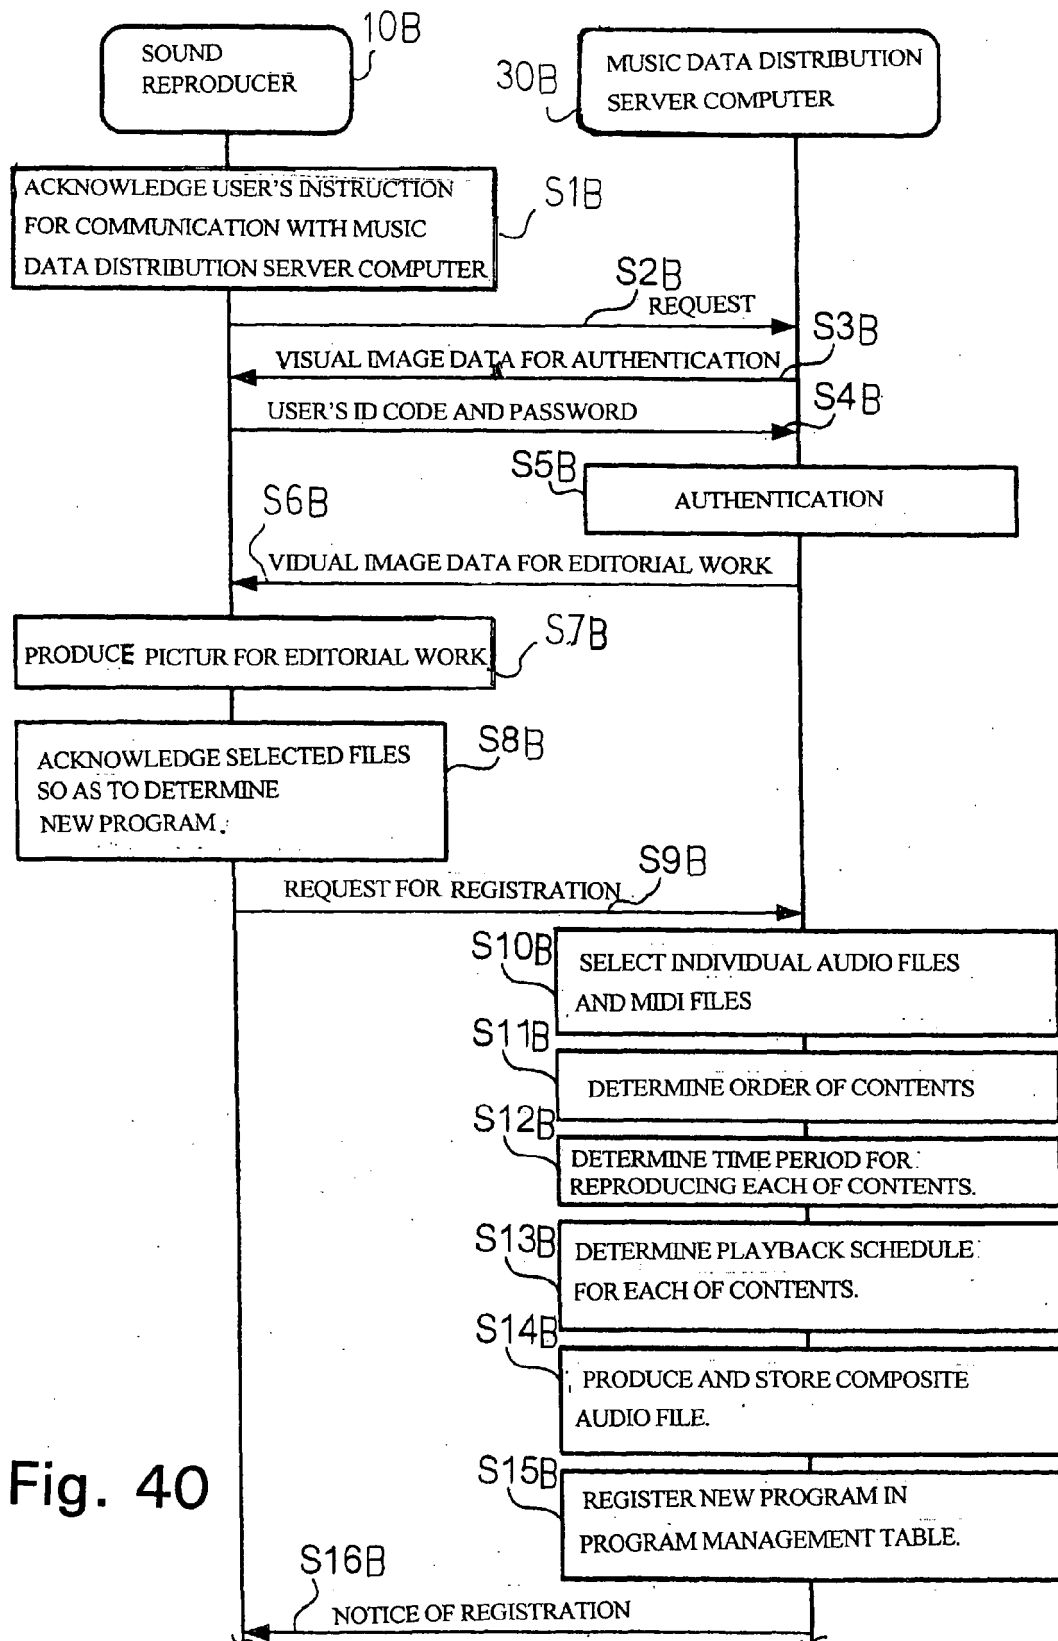 10B
SOUND
REPRODUCER
30B
MUSIC DATA DISTRIBUTION
SERVER COMPUTER
ACKNOWLEDGE USER'S INSTRUCTION
FOR COMMUNICATION WITH MUSIC
DATA DISTRIBUTION SERVER COMPUTER
S1B
S2B
REQUEST
S3B
VISUAL IMAGE DATA FOR AUTHENTICATION
S4B
USER'S ID CODE AND PASSWORD
S5B
AUTHENTICATION
S6B
VIDUAL IMAGE DATA FOR EDITORIAL WORK
S7B
PRODUCE PICTUR FOR EDITORIAL WORK
S8B
ACKNOWLEDGE SELECTED FILES
SO AS TO DETERMINE
NEW PROGRAM.
S9B
REQUEST FOR REGISTRATION
S10B
SELECT INDIVIDUAL AUDIO FILES
AND MIDI FILES
S11B
DETERMINE ORDER OF CONTENTS
S12B
DETERMINE TIME PERIOD FOR
REPRODUCING EACH OF CONTENTS.
S13B
DETERMINE PLAYBACK SCHEDULE
FOR EACH OF CONTENTS.
S14B
PRODUCE AND STORE COMPOSITE
AUDIO FILE.
S15B
REGISTER NEW PROGRAM IN
PROGRAM MANAGEMENT TABLE.
Fig. 40
S16B
NOTICE OF REGISTRATION